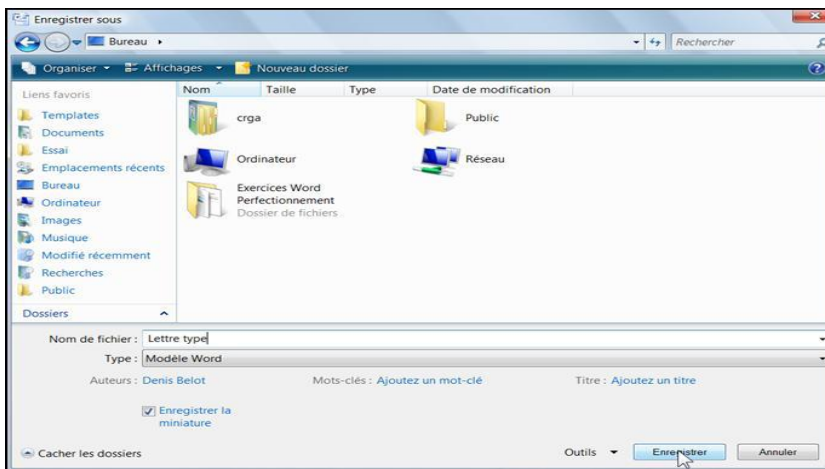 Enregistrer sous
Bureau
Rechercher
Organiser Affichages Nouveau dossier
Liens favoris
Templates
Documents
Essai
Emplacements récents
Bureau
Ordinateur
Images
Musique
Modifié récemment
Recherches
Public
Dossiers
Nom Taille Type Date de modification
crga
Public
Ordinateur
Réseau
Exercices Word
Perfectionnement
Dossier de fichiers
Nom de fichier : Lettre type
Type : Modèle Word
Auteurs : Denis Belot Mots-clés : Ajoutez un mot-clé Titre : Ajoutez un titre
Enregistrer la
miniature
Cacher les dossiers Outils Enregistrer Annuler